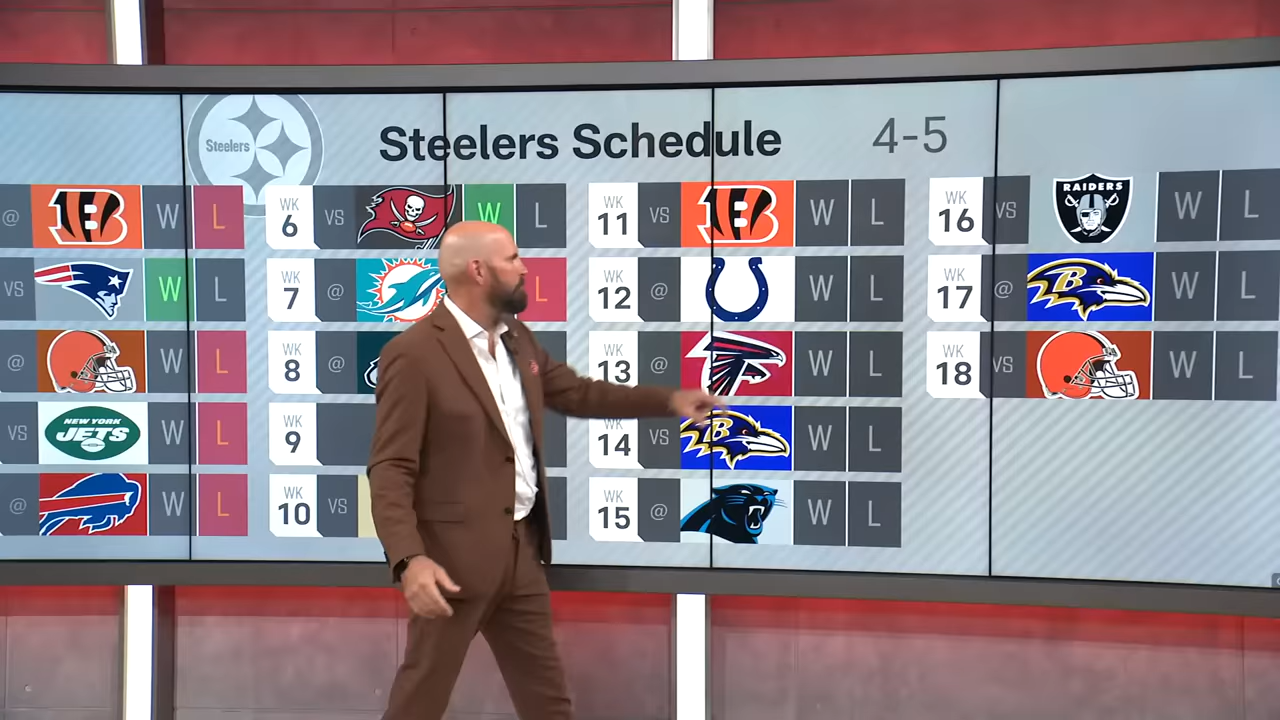 Steelers
Steelers Schedule
4-5
@ B W L
VS W L
@ W L
VS NEW YORK JETS W L
@ W L
WK 6 VS W L
WK 7 @ L
WK 8 @
WK 9
WK 10 VS
WK 11 VS B W L
WK 12 @ W L
WK 13 @ W L
WK 14 VS B W L
WK 15 @ W L
WK 16 VS RAIDERS W L
WK 17 @ B W L
WK 18 VS W L